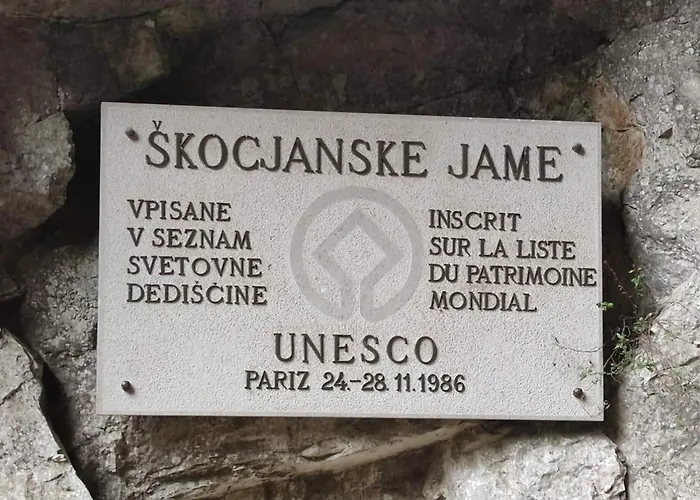 ŠKOCJANSKE JAME
VPISANE
V SEZNAM
SVETOVNE
DEDIŠČINE
INSCRIT
SUR LA LISTE
DU PATRIMOINE
MONDIAL
UNESCO
PARIZ 24.-28.11.1986